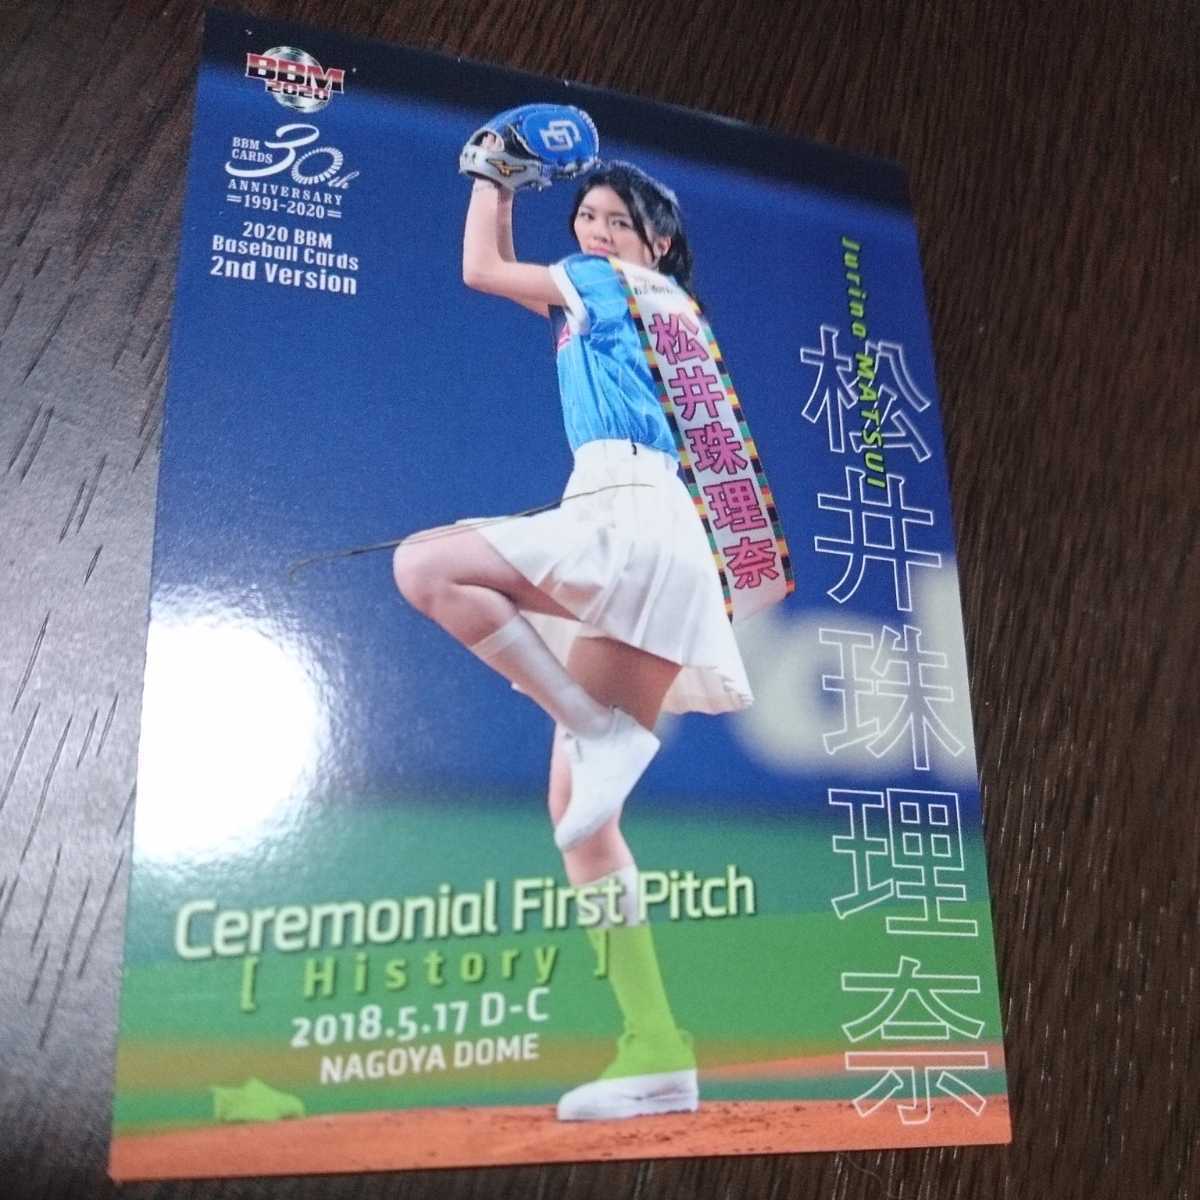 BBM
2020
BBM
CARDS
30th
ANNIVERSARY
=1991-2020=
2020 BBM
Baseball Cards
2nd Version
松井珠理奈
Jurina MATSUI
松井珠理奈
Ceremonial First Pitch
[ History ]
2018.5.17 D-C
NAGOYA DOME